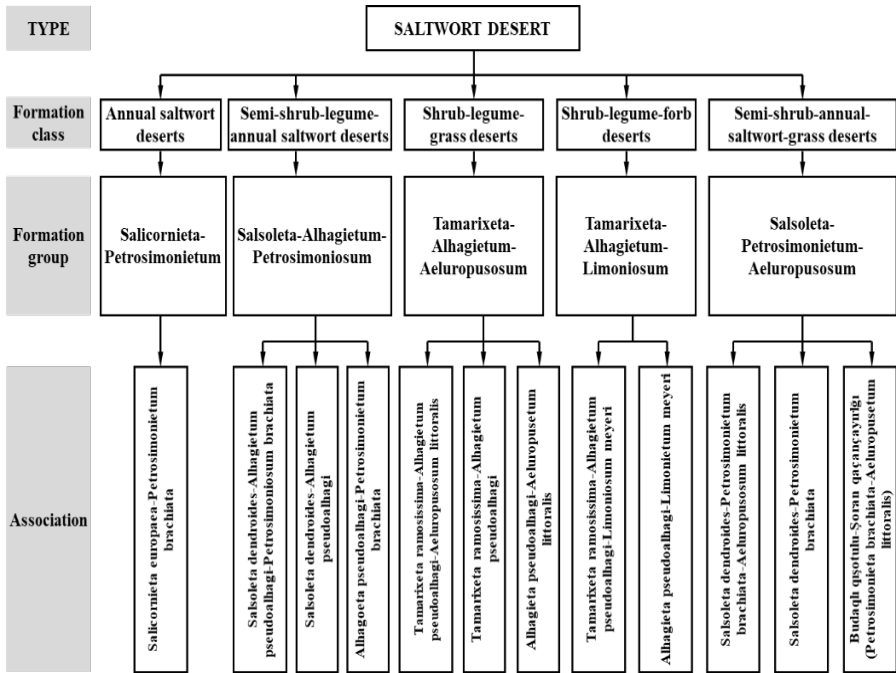 TYPE
SALTWORT DESERT
Formation
class
Annual saltwort
deserts
Semi-shrub-legume-
annual saltwort deserts
Shrub-legume-
grass deserts
Shrub-legume-forb
deserts
Semi-shrub-annual-
saltwort-grass deserts
Formation
group
Salicornieta-
Petrosimonietum
Salsoleta-Alhagietum-
Petrosimoniosum
Tamarixeta-
Alhagietum-
Aeluropusosum
Tamarixeta-
Alhagietum-
Limoniosum
Salsoleta-
Petrosimonietum-
Aeluropusosum
Association
Salicornieta europaea-Petrosimonietum
brachiata
Salsoleta dendroides-Alhagietum
pseudoalhagi-Petrosimoniosum brachiata
Salsoleta dendroides-Alhagietum
pseudoalhagi
Alhagoeta pseudoalhagi-Petrosimonietum
brachiata
Tamarixeta ramosissima-Alhagietum
pseudoalhagi-Aeluropusosum littoralis
Tamarixeta ramosissima-Alhagietum
pseudoalhagi
Alhagieta pseudoalhagi-Aeluropusetum
littoralis
Tamarixeta ramosissima-Alhagietum
pseudoalhagi-Limoniosum meyeri
Alhagieta pseudoalhagi-Limonietum meyeri
Salsoleta dendroides-Petrosimonietum
brachiata-Aeluropusosum littoralis
Salsoleta dendroides-Petrosimonietum
brachiata
Budaqlı qışotulu-Şoran qaçançayırlığı
(Petrosimonieta brachiata-Aeluropusetum
littoralis)